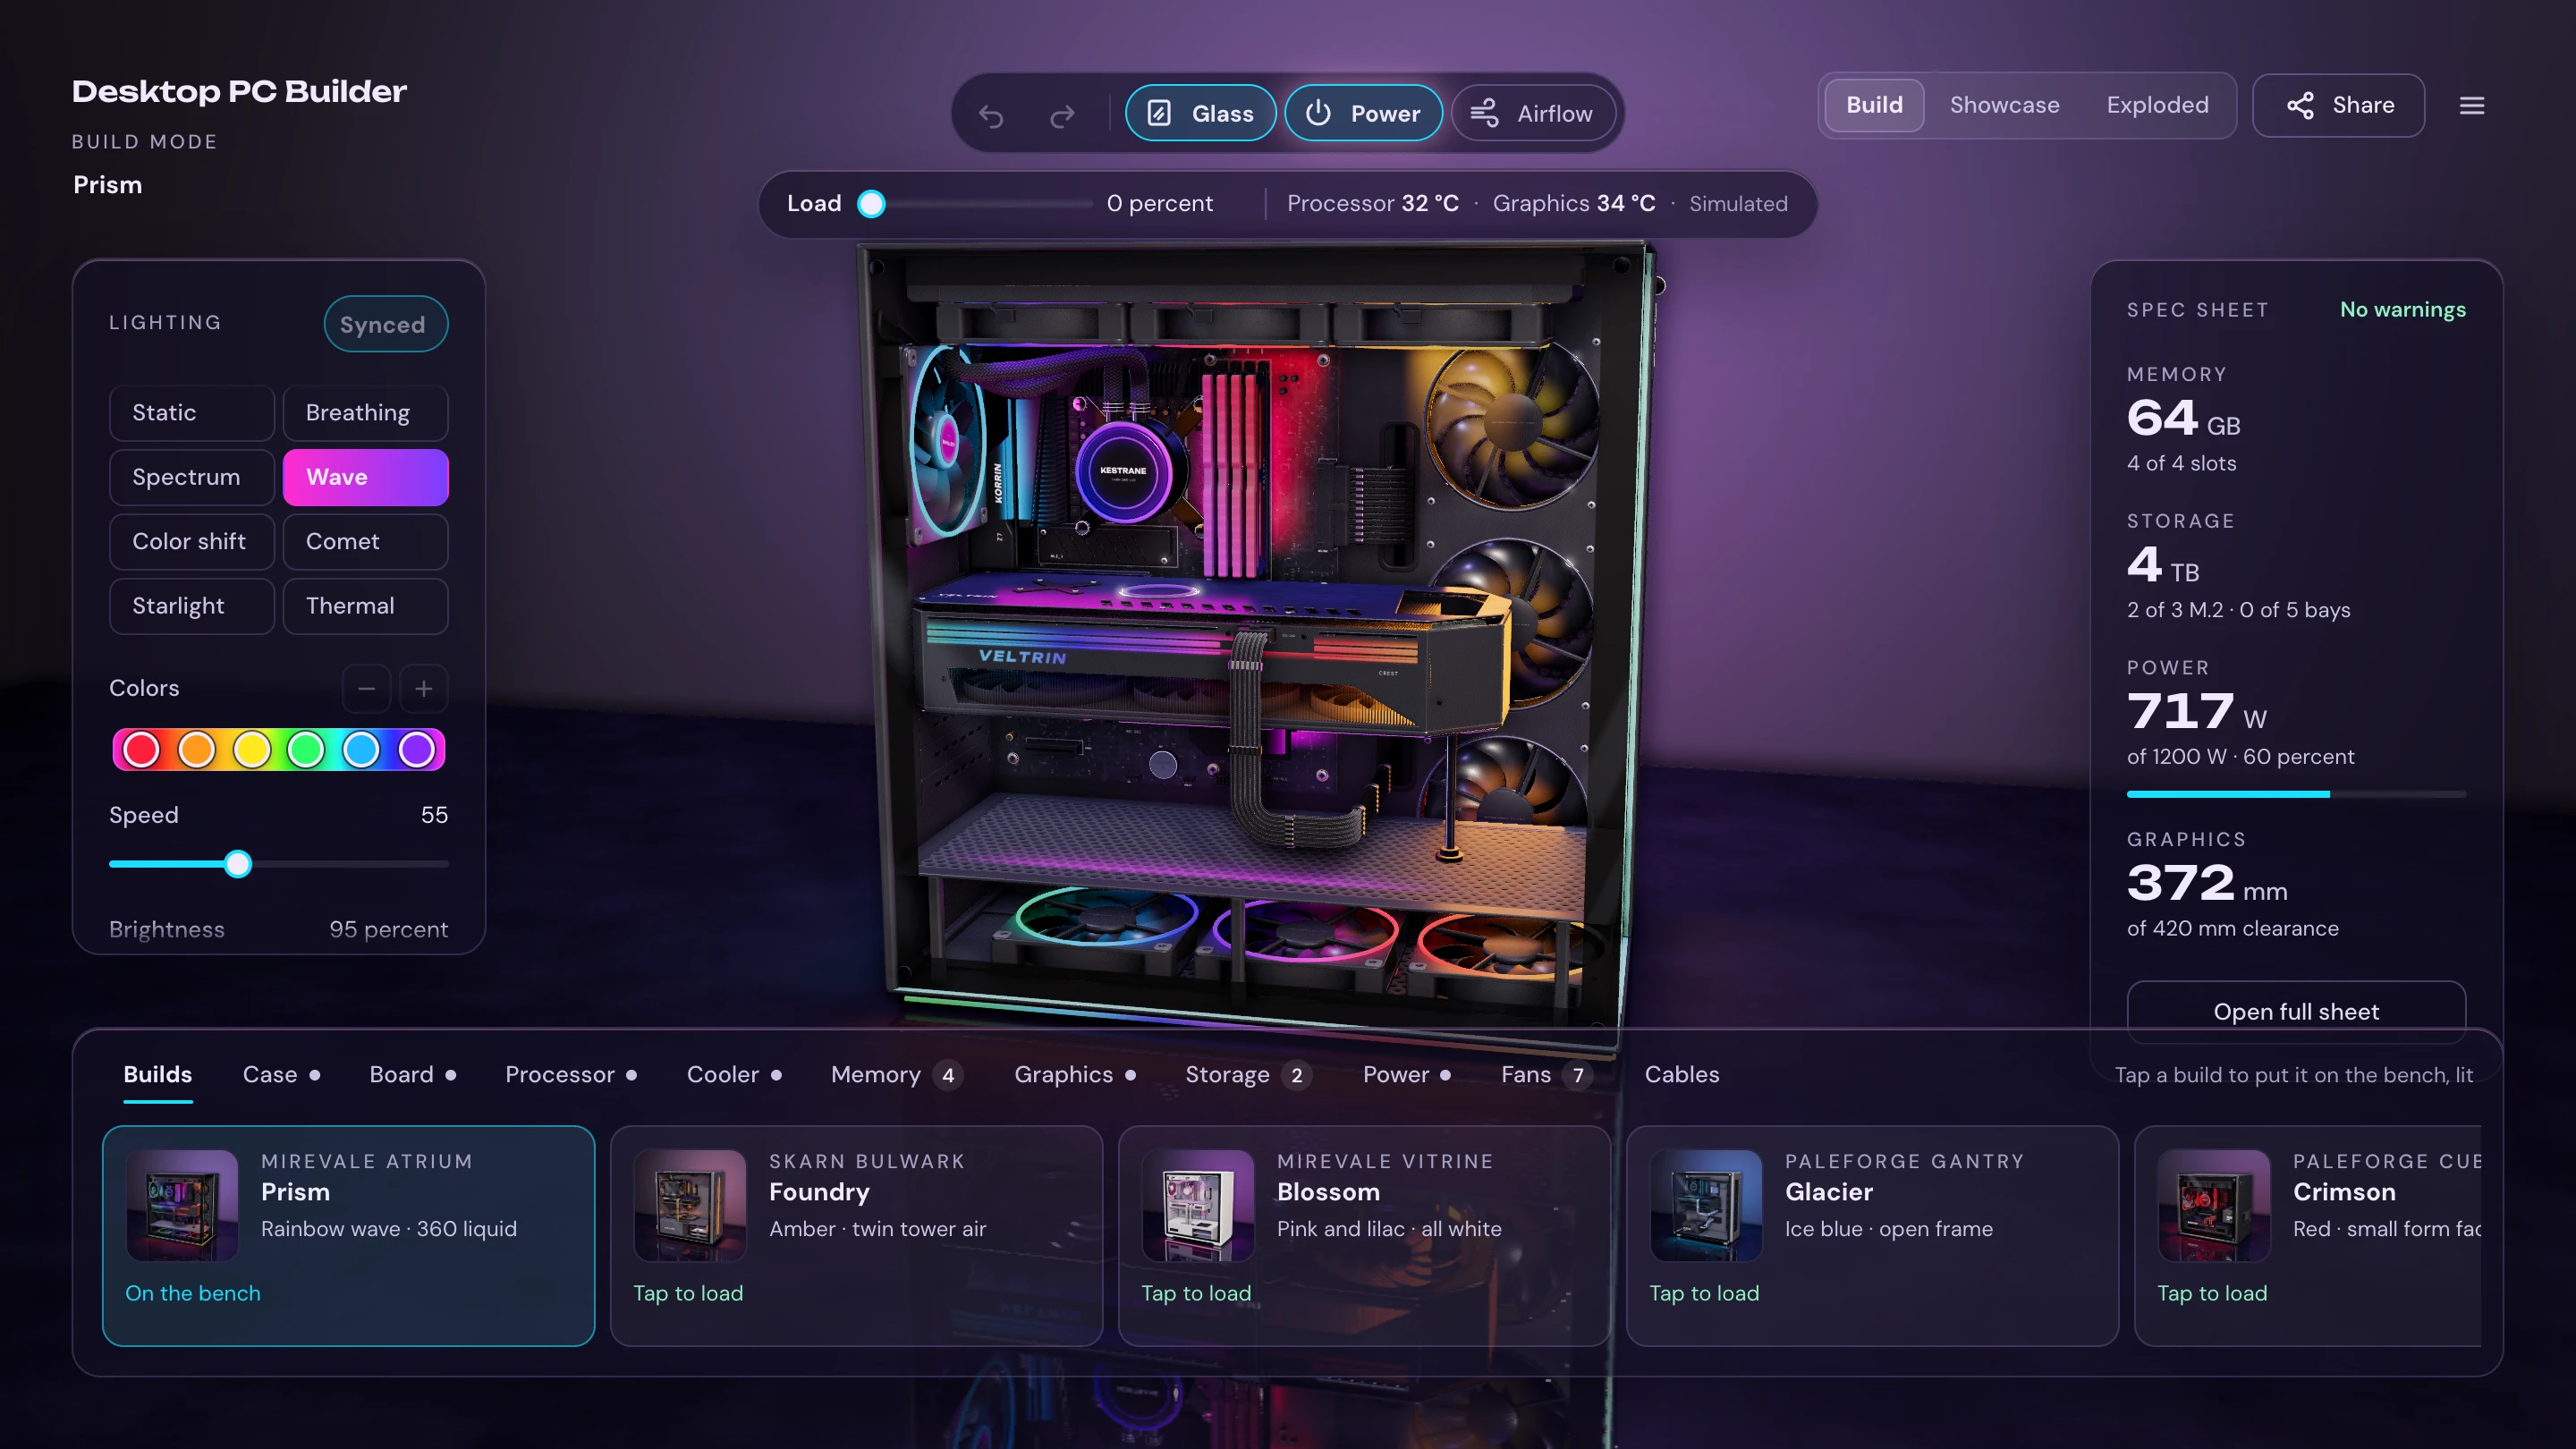 Desktop PC Builder
BUILD MODE
Prism
Glass
Power
Airflow
Build
Showcase
Exploded
Share
Load
0 percent
Processor 32 °C · Graphics 34 °C · Simulated
LIGHTING
Synced
Static
Breathing
Spectrum
Wave
Color shift
Comet
Starlight
Thermal
Colors
Speed
55
Brightness
95 percent
KORRIN
KESTRANE
VELTRIN
VELTRIN
CREST
SPEC SHEET
No warnings
MEMORY
64 GB
4 of 4 slots
STORAGE
4 TB
2 of 3 M.2 · 0 of 5 bays
POWER
717 W
of 1200 W · 60 percent
GRAPHICS
372 mm
of 420 mm clearance
Open full sheet
Builds
Case
Board
Processor
Cooler
Memory 4
Graphics
Storage 2
Power
Fans 7
Cables
Tap a build to put it on the bench, lit
MIREVALE ATRIUM
Prism
Rainbow wave · 360 liquid
On the bench
SKARN BULWARK
Foundry
Amber · twin tower air
Tap to load
MIREVALE VITRINE
Blossom
Pink and lilac · all white
Tap to load
PALEFORGE GANTRY
Glacier
Ice blue · open frame
Tap to load
PALEFORGE CUB
Crimson
Red · small form fac
Tap to load